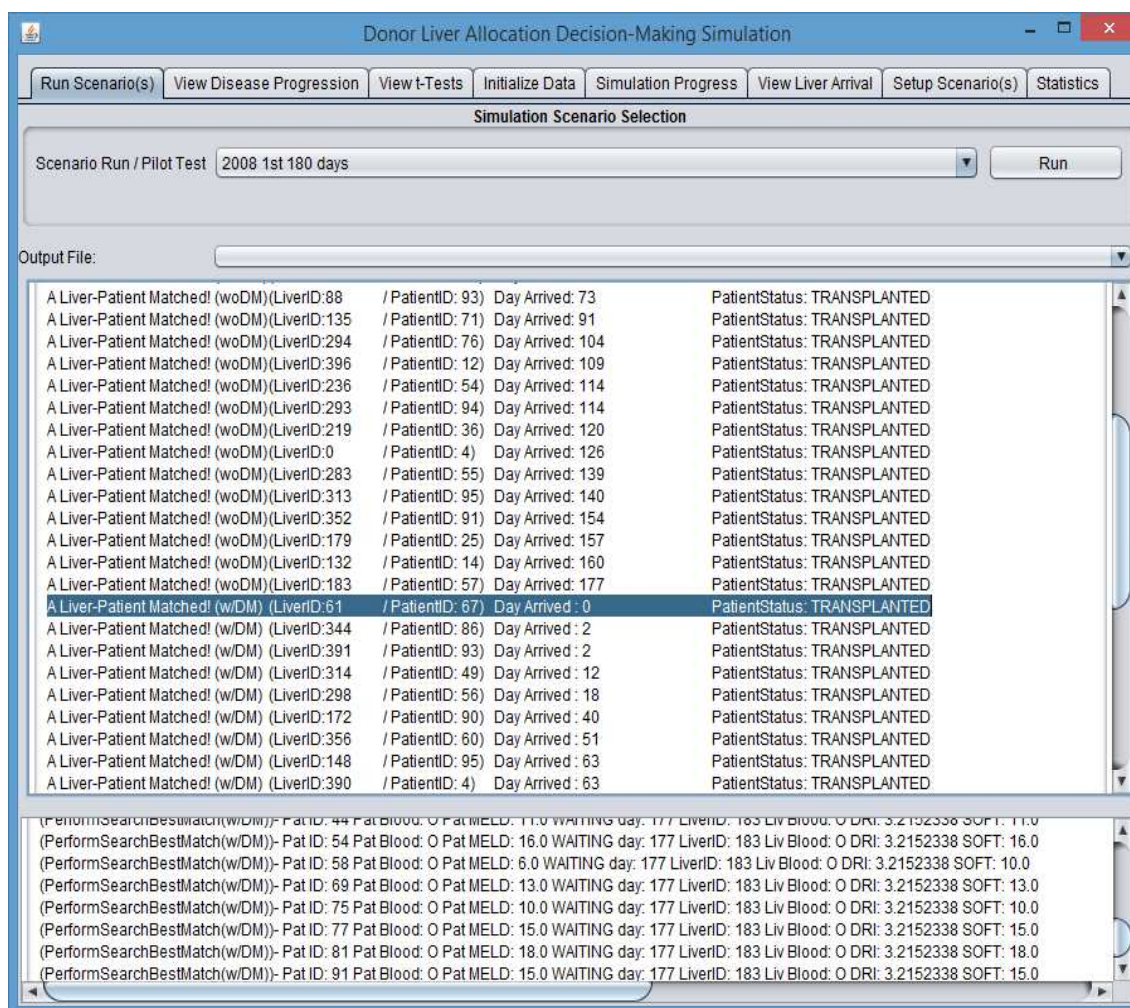 Donor Liver Allocation Decision-Making Simulation
Run Scenario(s) View Disease Progression View t-Tests Initialize Data Simulation Progress View Liver Arrival Setup Scenario(s) Statistics
Simulation Scenario Selection
Scenario Run / Pilot Test 2008 1st 180 days Run
Output File:
A Liver-Patient Matched! (woDM)(LiverID:88 / PatientID: 93) Day Arrived: 73 PatientStatus: TRANSPLANTED
A Liver-Patient Matched! (woDM)(LiverID:135 / PatientID: 71) Day Arrived: 91 PatientStatus: TRANSPLANTED
A Liver-Patient Matched! (woDM)(LiverID:294 / PatientID: 76) Day Arrived: 104 PatientStatus: TRANSPLANTED
A Liver-Patient Matched! (woDM)(LiverID:396 / PatientID: 12) Day Arrived: 109 PatientStatus: TRANSPLANTED
A Liver-Patient Matched! (woDM)(LiverID:236 / PatientID: 54) Day Arrived: 114 PatientStatus: TRANSPLANTED
A Liver-Patient Matched! (woDM)(LiverID:293 / PatientID: 94) Day Arrived: 114 PatientStatus: TRANSPLANTED
A Liver-Patient Matched! (woDM)(LiverID:219 / PatientID: 36) Day Arrived: 120 PatientStatus: TRANSPLANTED
A Liver-Patient Matched! (woDM)(LiverID:0 / PatientID: 4) Day Arrived: 126 PatientStatus: TRANSPLANTED
A Liver-Patient Matched! (woDM)(LiverID:283 / PatientID: 55) Day Arrived: 139 PatientStatus: TRANSPLANTED
A Liver-Patient Matched! (woDM)(LiverID:313 / PatientID: 95) Day Arrived: 140 PatientStatus: TRANSPLANTED
A Liver-Patient Matched! (woDM)(LiverID:352 / PatientID: 91) Day Arrived: 154 PatientStatus: TRANSPLANTED
A Liver-Patient Matched! (woDM)(LiverID:179 / PatientID: 25) Day Arrived: 157 PatientStatus: TRANSPLANTED
A Liver-Patient Matched! (woDM)(LiverID:132 / PatientID: 14) Day Arrived: 160 PatientStatus: TRANSPLANTED
A Liver-Patient Matched! (woDM)(LiverID:183 / PatientID: 57) Day Arrived: 177 PatientStatus: TRANSPLANTED
A Liver-Patient Matched! (w/DM) (LiverID:61 / PatientID: 67) Day Arrived : 0 PatientStatus: TRANSPLANTED
A Liver-Patient Matched! (w/DM) (LiverID:344 / PatientID: 86) Day Arrived : 2 PatientStatus: TRANSPLANTED
A Liver-Patient Matched! (w/DM) (LiverID:391 / PatientID: 93) Day Arrived : 2 PatientStatus: TRANSPLANTED
A Liver-Patient Matched! (w/DM) (LiverID:314 / PatientID: 49) Day Arrived : 12 PatientStatus: TRANSPLANTED
A Liver-Patient Matched! (w/DM) (LiverID:298 / PatientID: 56) Day Arrived : 18 PatientStatus: TRANSPLANTED
A Liver-Patient Matched! (w/DM) (LiverID:172 / PatientID: 90) Day Arrived : 40 PatientStatus: TRANSPLANTED
A Liver-Patient Matched! (w/DM) (LiverID:356 / PatientID: 60) Day Arrived : 51 PatientStatus: TRANSPLANTED
A Liver-Patient Matched! (w/DM) (LiverID:148 / PatientID: 95) Day Arrived : 63 PatientStatus: TRANSPLANTED
A Liver-Patient Matched! (w/DM) (LiverID:390 / PatientID: 4) Day Arrived : 63 PatientStatus: TRANSPLANTED
(PerformSearchBestMatch(w/DM))- Pat ID: 44 Pat Blood: O Pat MELD: 11.0 WAITING day: 177 LiverID: 183 Liv Blood: O DRI: 3.2152338 SOFT: 11.0
(PerformSearchBestMatch(w/DM))- Pat ID: 54 Pat Blood: O Pat MELD: 16.0 WAITING day: 177 LiverID: 183 Liv Blood: O DRI: 3.2152338 SOFT: 16.0
(PerformSearchBestMatch(w/DM))- Pat ID: 58 Pat Blood: O Pat MELD: 6.0 WAITING day: 177 LiverID: 183 Liv Blood: O DRI: 3.2152338 SOFT: 10.0
(PerformSearchBestMatch(w/DM))- Pat ID: 69 Pat Blood: O Pat MELD: 13.0 WAITING day: 177 LiverID: 183 Liv Blood: O DRI: 3.2152338 SOFT: 13.0
(PerformSearchBestMatch(w/DM))- Pat ID: 75 Pat Blood: O Pat MELD: 10.0 WAITING day: 177 LiverID: 183 Liv Blood: O DRI: 3.2152338 SOFT: 10.0
(PerformSearchBestMatch(w/DM))- Pat ID: 77 Pat Blood: O Pat MELD: 15.0 WAITING day: 177 LiverID: 183 Liv Blood: O DRI: 3.2152338 SOFT: 15.0
(PerformSearchBestMatch(w/DM))- Pat ID: 81 Pat Blood: O Pat MELD: 18.0 WAITING day: 177 LiverID: 183 Liv Blood: O DRI: 3.2152338 SOFT: 18.0
(PerformSearchBestMatch(w/DM))- Pat ID: 91 Pat Blood: O Pat MELD: 15.0 WAITING day: 177 LiverID: 183 Liv Blood: O DRI: 3.2152338 SOFT: 15.0